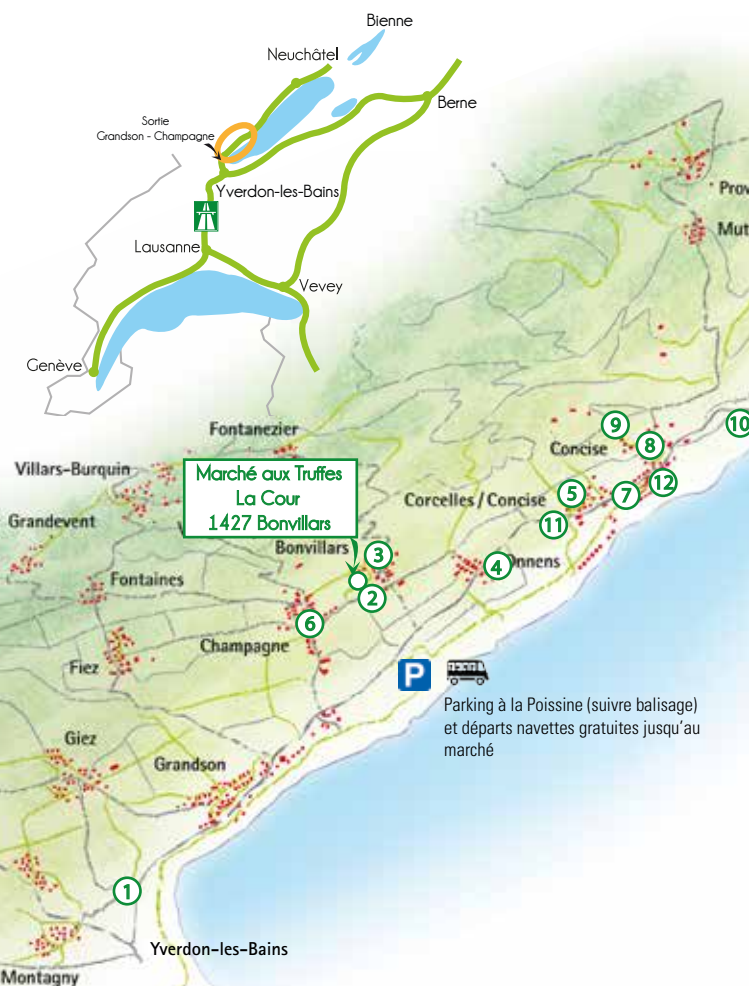 Bienne
Neuchâtel
Berne
Sortie
Grandson - Champagne
Yverdon-les-Bains
Lausanne
Vevey
Genève
Mut
Fontanezier
Villars-Burquin
Grandevent
Marché aux Truffes
La Cour
1427 Bonvillars
Bonvillars
Fontaines
Fiez
Champagne
Giez
Grandson
Concise
Corcelles / Concise
Onnens
9
8
10
12
7
5
11
4
3
2
6
1
P
Parking à la Poissine (suivre balisage)
et départs navettes gratuites jusqu'au
marché
Yverdon-les-Bains
Montagny